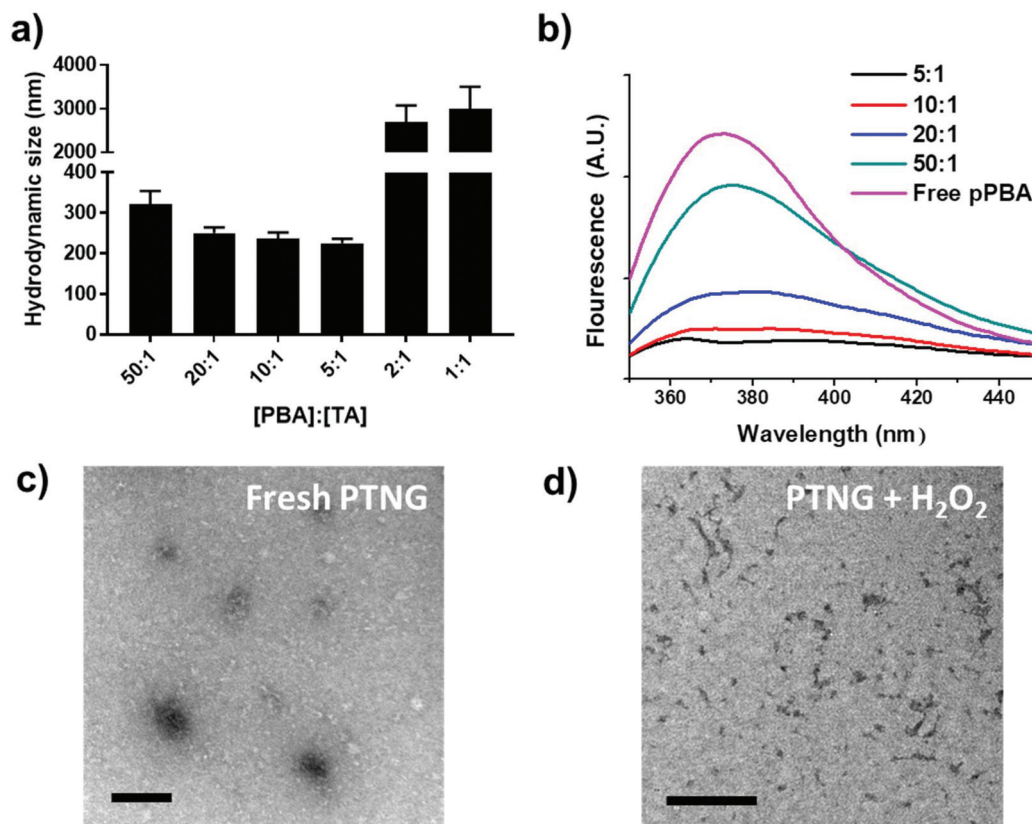 a)
Hydrodynamic size (nm)
4000
3000
2000
400
300
200
100
0
50:1
20:1
10:1
5:1
2:1
1:1
[PBA]:[TA]
b)
Flourescence (A.U.)
5:1
10:1
20:1
50:1
Free pPBA
360
380
400
420
440
Wavelength (nm)
c)
Fresh PTNG
d)
PTNG + H₂O₂